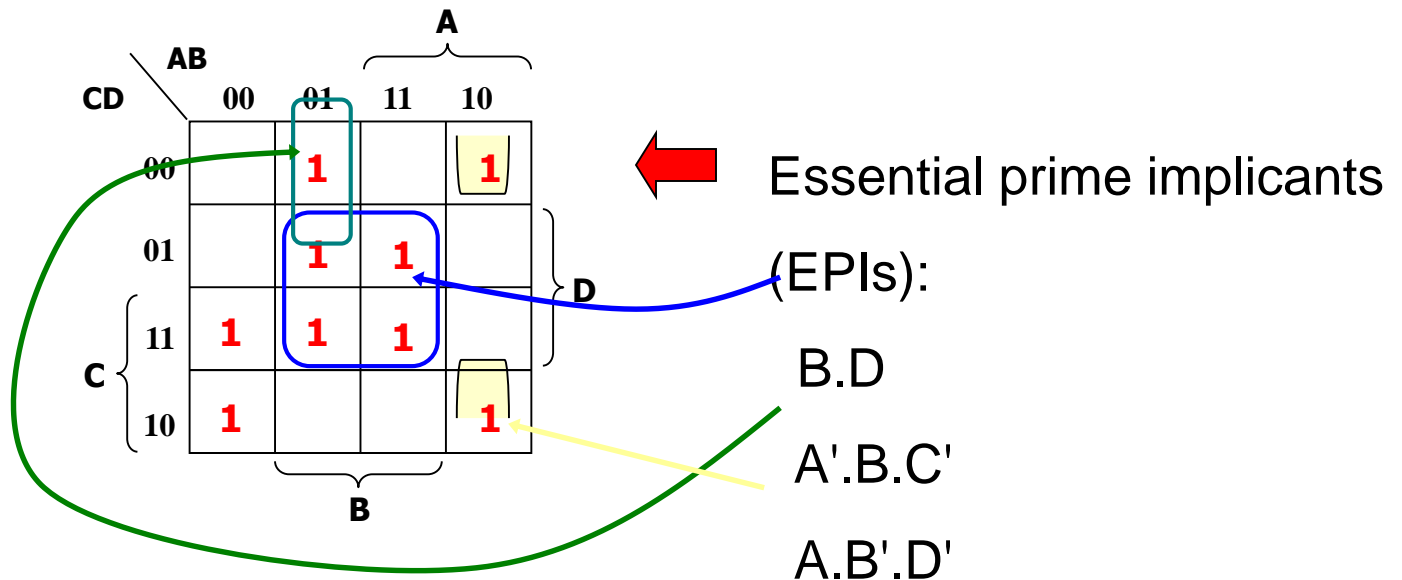 A
AB
CD 00 01 11 10
00 1 1
01 1 1 D
C 11 1 1 1
10 1 1
B
Essential prime implicants
(EPIs):
B.D
A'.B.C'
A.B'.D'